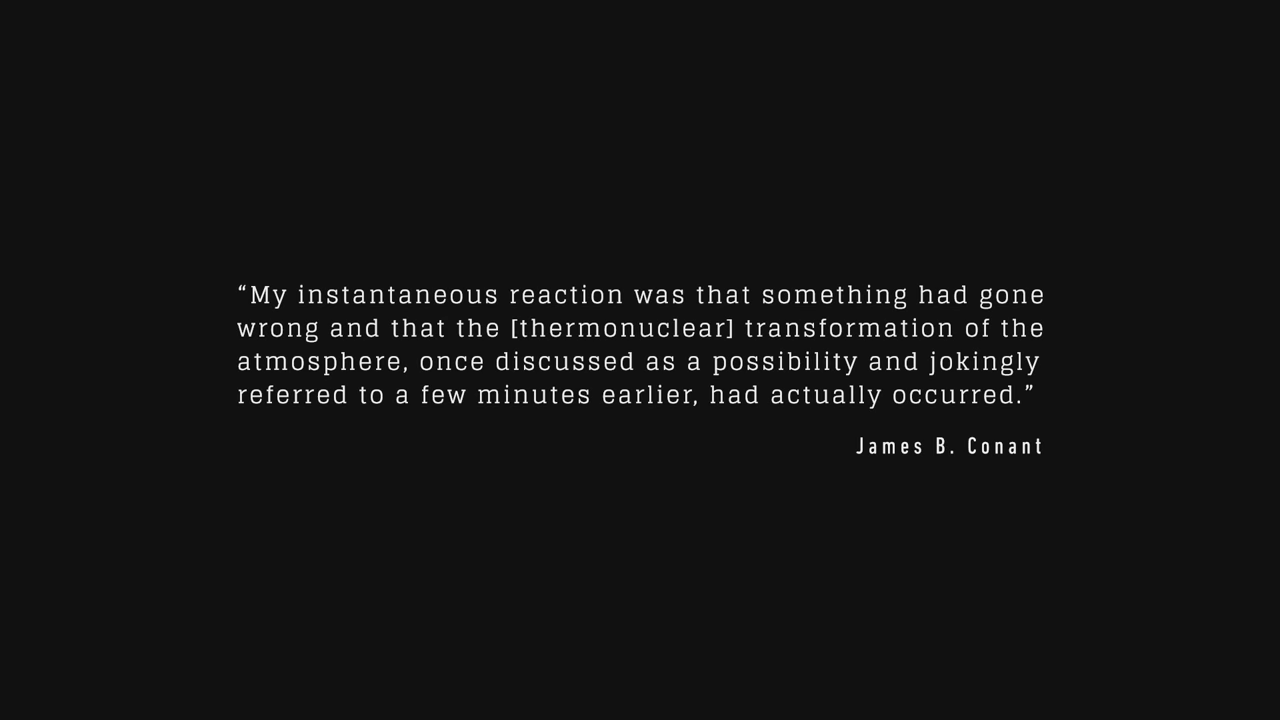 “My instantaneous reaction was that something had gone
wrong and that the [thermonuclear] transformation of the
atmosphere, once discussed as a possibility and jokingly
referred to a few minutes earlier, had actually occurred.”
James B. Conant